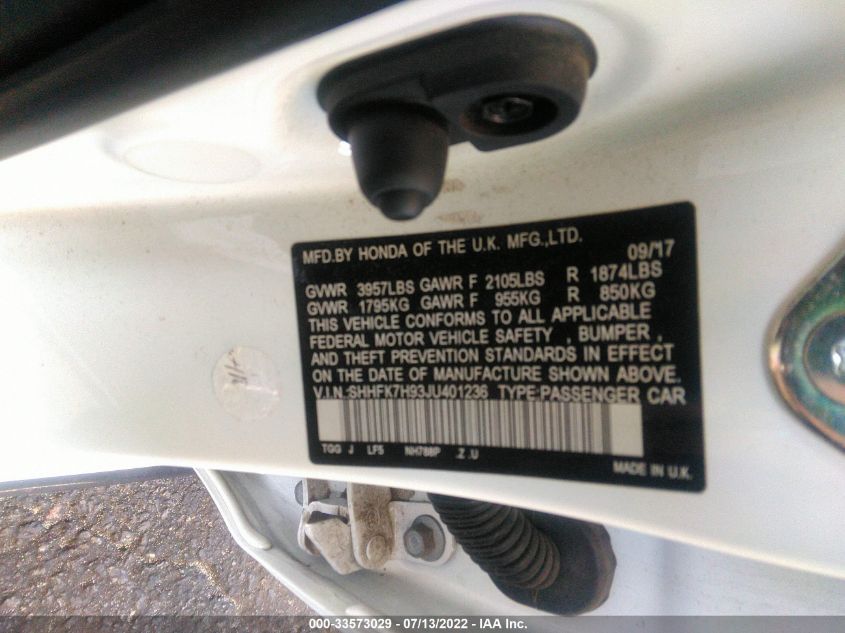 MFD.BY HONDA OF THE U.K. MFG.,LTD.
09/17
GVWR 3957LBS GAWR F 2105LBS R 1874LBS
GVWR 1795KG GAWR F 955KG R 850KG
THIS VEHICLE CONFORMS TO ALL APPLICABLE
FEDERAL MOTOR VEHICLE SAFETY , BUMPER ,
AND THEFT PREVENTION STANDARDS IN EFFECT
ON THE DATE OF MANUFACTURE SHOWN ABOVE.
V.I.N.:SHHFK7H93JU401236 TYPE:PASSENGER CAR
TGG J LF5 NH788P .Z .U
MADE IN U.K.
000-33573029 - 07/13/2022 - IAA Inc.